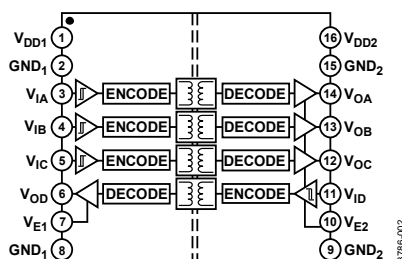 VDD1 1 16 VDD2
GND1 2 15 GND2
VIA 3 ENCODE DECODE 14 VOA
VIB 4 ENCODE DECODE 13 VOB
VIC 5 ENCODE DECODE 12 VOC
VOD 6 DECODE ENCODE 11 VID
VE1 7 10 VE2
GND1 8 9 GND2